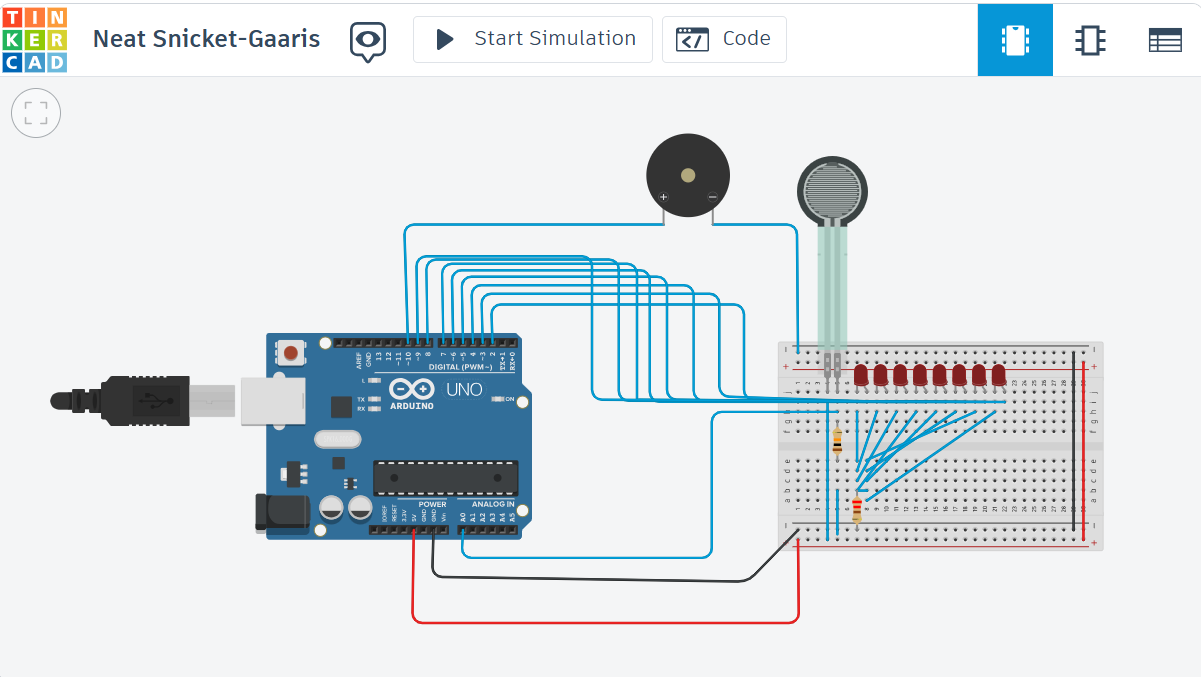 TIN
KER
CAD
Neat Snicket-Gaaris
Start Simulation
Code
+
−
AREF
GND
13
12
~11
~10
~9
8
7
~6
~5
4
~3
2
TX→1
RX←0
DIGITAL (PWM ~)
L
TX
RX
ARDUINO
UNO
ON
POWER
ANALOG IN
IOREF
RESET
3.3V
5V
GND
GND
Vin
A0
A1
A2
A3
A4
A5